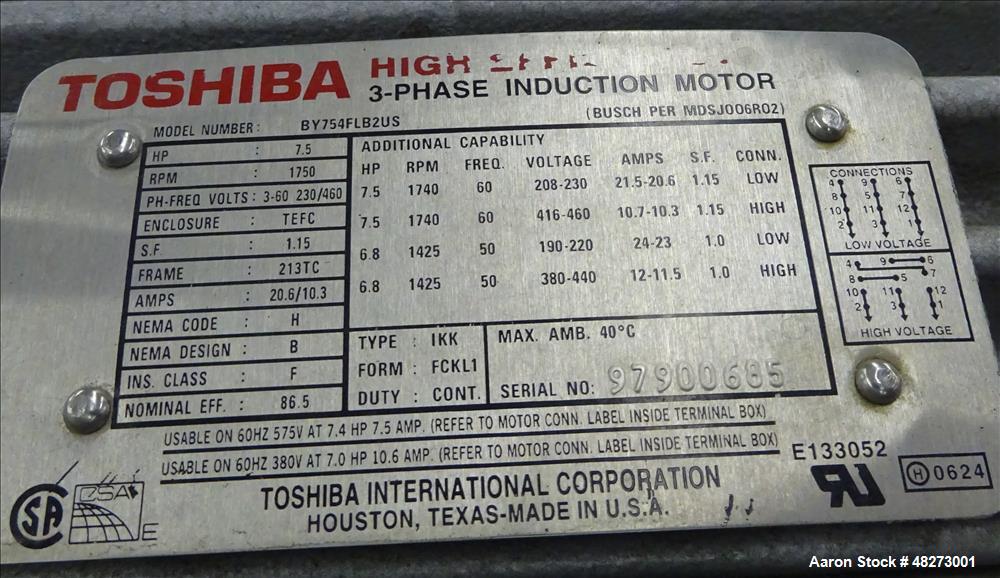 TOSHIBA HIGH
3-PHASE INDUCTION MOTOR
(BUSCH PER MDSJ006R02)
MODEL NUMBER: BY754FLB2US
HP : 7.5
RPM : 1750
PH-FREQ VOLTS: 3-60 230/460
ENCLOSURE : TEFC
S.F. : 1.15
FRAME : 213TC
AMPS : 20.6/10.3
NEMA CODE : H
NEMA DESIGN : B
INS. CLASS : F
NOMINAL EFF. : 86.5
ADDITIONAL CAPABILITY
HP RPM FREQ. VOLTAGE AMPS S.F. CONN.
7.5 1740 60 208-230 21.5-20.6 1.15 LOW
7.5 1740 60 416-460 10.7-10.3 1.15 HIGH
6.8 1425 50 190-220 24-23 1.0 LOW
6.8 1425 50 380-440 12-11.5 1.0 HIGH
TYPE : IKK
FORM : FCKL1
DUTY : CONT.
MAX. AMB. 40°C
SERIAL NO: 97900685
CONNECTIONS
4 9 6
8 5 7
10 11 12
2 3 1
LOW VOLTAGE
4 9 6
8 5 7
10 11 12
2 3 1
HIGH VOLTAGE
USABLE ON 60HZ 575V AT 7.4 HP 7.5 AMP. (REFER TO MOTOR CONN. LABEL INSIDE TERMINAL BOX)
USABLE ON 60HZ 380V AT 7.0 HP 10.6 AMP. (REFER TO MOTOR CONN. LABEL INSIDE TERMINAL BOX)
E133052
H 0624
TOSHIBA INTERNATIONAL CORPORATION
HOUSTON, TEXAS-MADE IN U.S.A.
SA
CSA
E
RU
Aaron Stock # 48273001